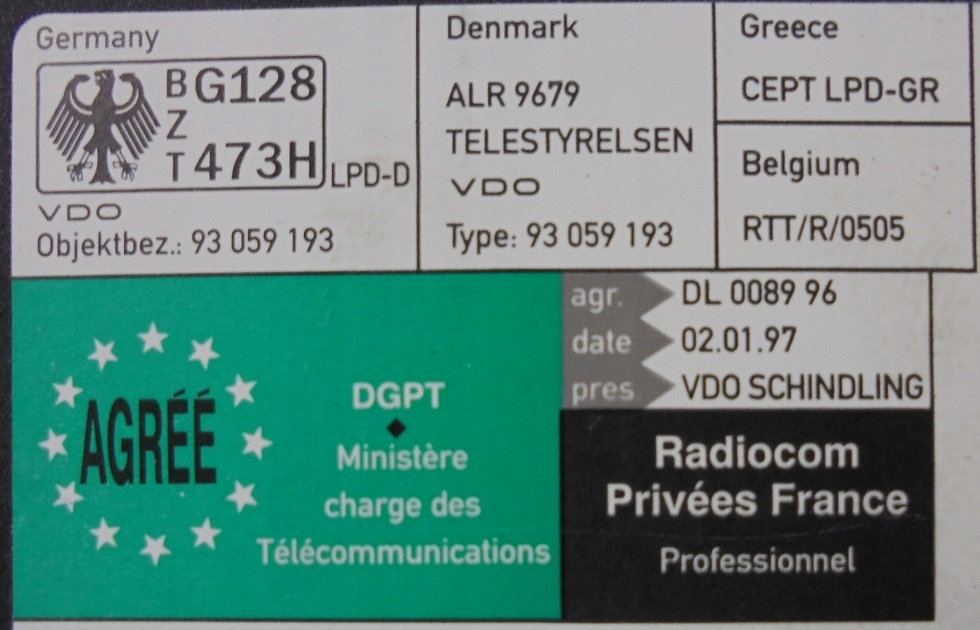 Germany
BZT G128 473H
LPD-D
VDO
Objektbez.: 93 059 193
Denmark
ALR 9679
TELESTYRELSEN
VDO
Type: 93 059 193
Greece
CEPT LPD-GR
Belgium
RTT/R/0505
AGRÉÉ
DGPT
Ministère
charge des
Télécommunications
agr. DL 0089 96
date 02.01.97
pres VDO SCHINDLING
Radiocom
Privées France
Professionnel